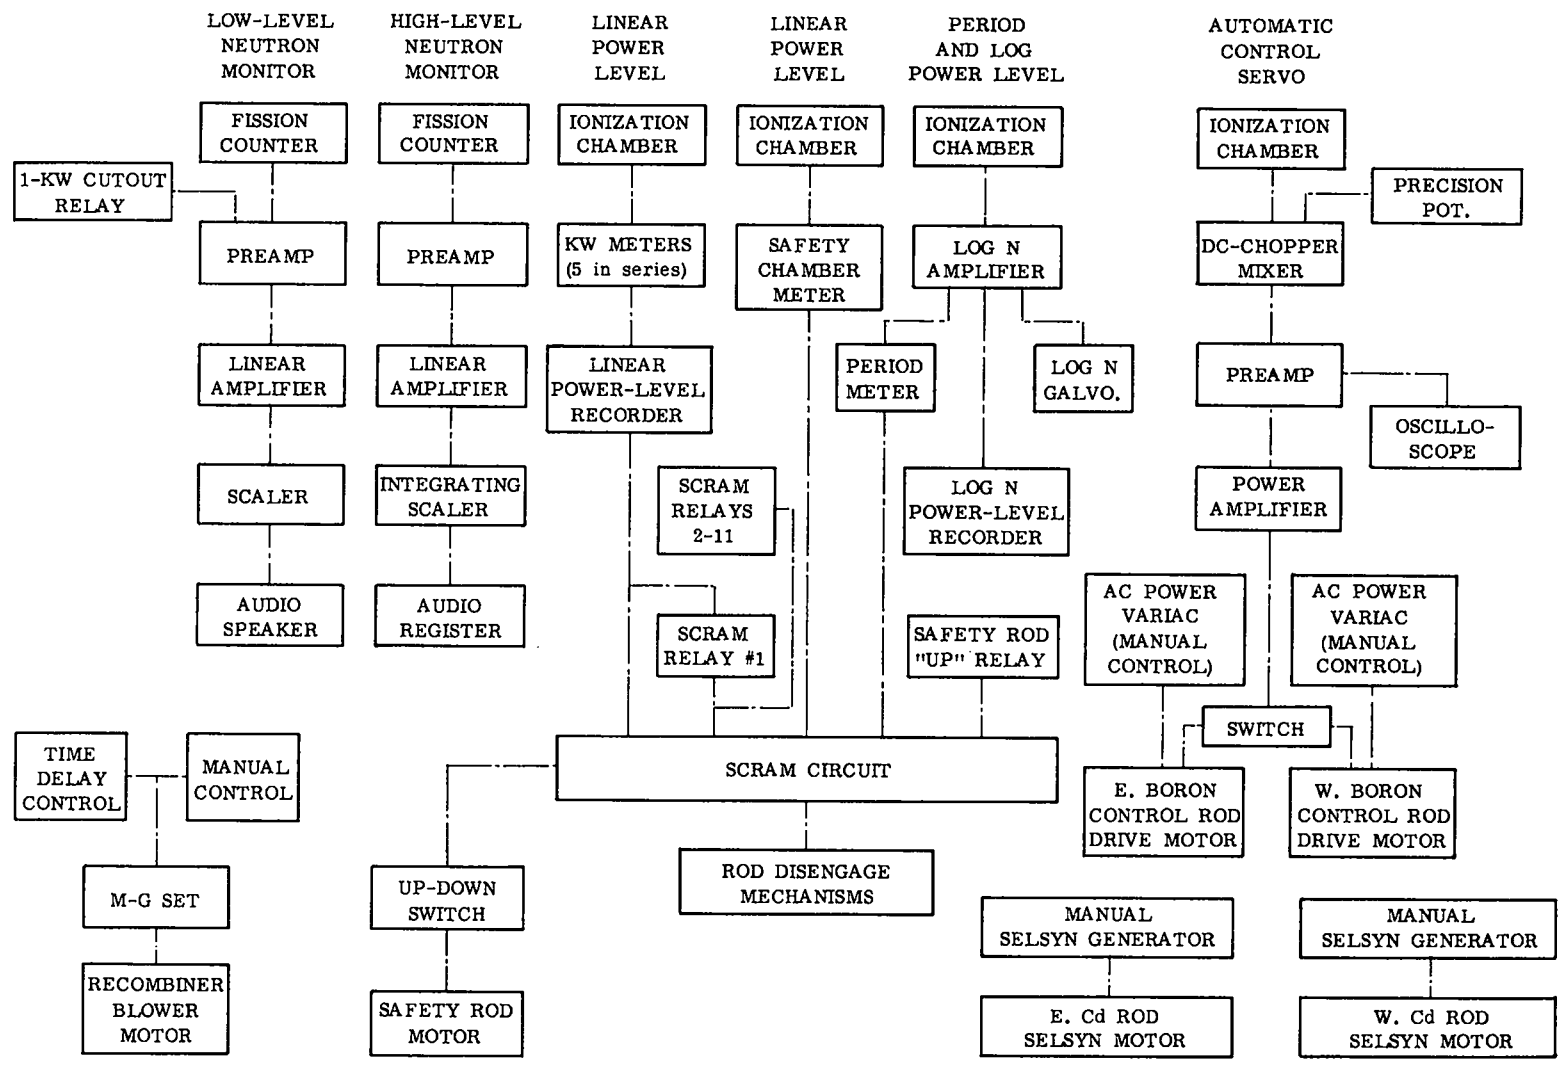 LOW-LEVEL
NEUTRON
MONITOR
HIGH-LEVEL
NEUTRON
MONITOR
LINEAR
POWER
LEVEL
LINEAR
POWER
LEVEL
PERIOD
AND LOG
POWER LEVEL
AUTOMATIC
CONTROL
SERVO
FISSION
COUNTER
FISSION
COUNTER
IONIZATION
CHAMBER
IONIZATION
CHAMBER
IONIZATION
CHAMBER
IONIZATION
CHAMBER
1-KW CUTOUT
RELAY
PRECISION
POT.
PREAMP
PREAMP
KW METERS
(5 in series)
SAFETY
CHAMBER
METER
LOG N
AMPLIFIER
DC-CHOPPER
MIXER
LINEAR
AMPLIFIER
LINEAR
AMPLIFIER
LINEAR
POWER-LEVEL
RECORDER
PERIOD
METER
LOG N
GALVO.
PREAMP
OSCILLO-
SCOPE
SCALER
INTEGRATING
SCALER
SCRAM
RELAYS
2-11
LOG N
POWER-LEVEL
RECORDER
POWER
AMPLIFIER
AUDIO
SPEAKER
AUDIO
REGISTER
SCRAM
RELAY #1
SAFETY ROD
"UP" RELAY
AC POWER
VARIAC
(MANUAL
CONTROL)
AC POWER
VARIAC
(MANUAL
CONTROL)
SWITCH
TIME
DELAY
CONTROL
MANUAL
CONTROL
SCRAM CIRCUIT
E. BORON
CONTROL ROD
DRIVE MOTOR
W. BORON
CONTROL ROD
DRIVE MOTOR
M-G SET
UP-DOWN
SWITCH
ROD DISENGAGE
MECHANISMS
MANUAL
SELSYN GENERATOR
MANUAL
SELSYN GENERATOR
RECOMBINER
BLOWER
MOTOR
SAFETY ROD
MOTOR
E. Cd ROD
SELSYN MOTOR
W. Cd ROD
SELSYN MOTOR